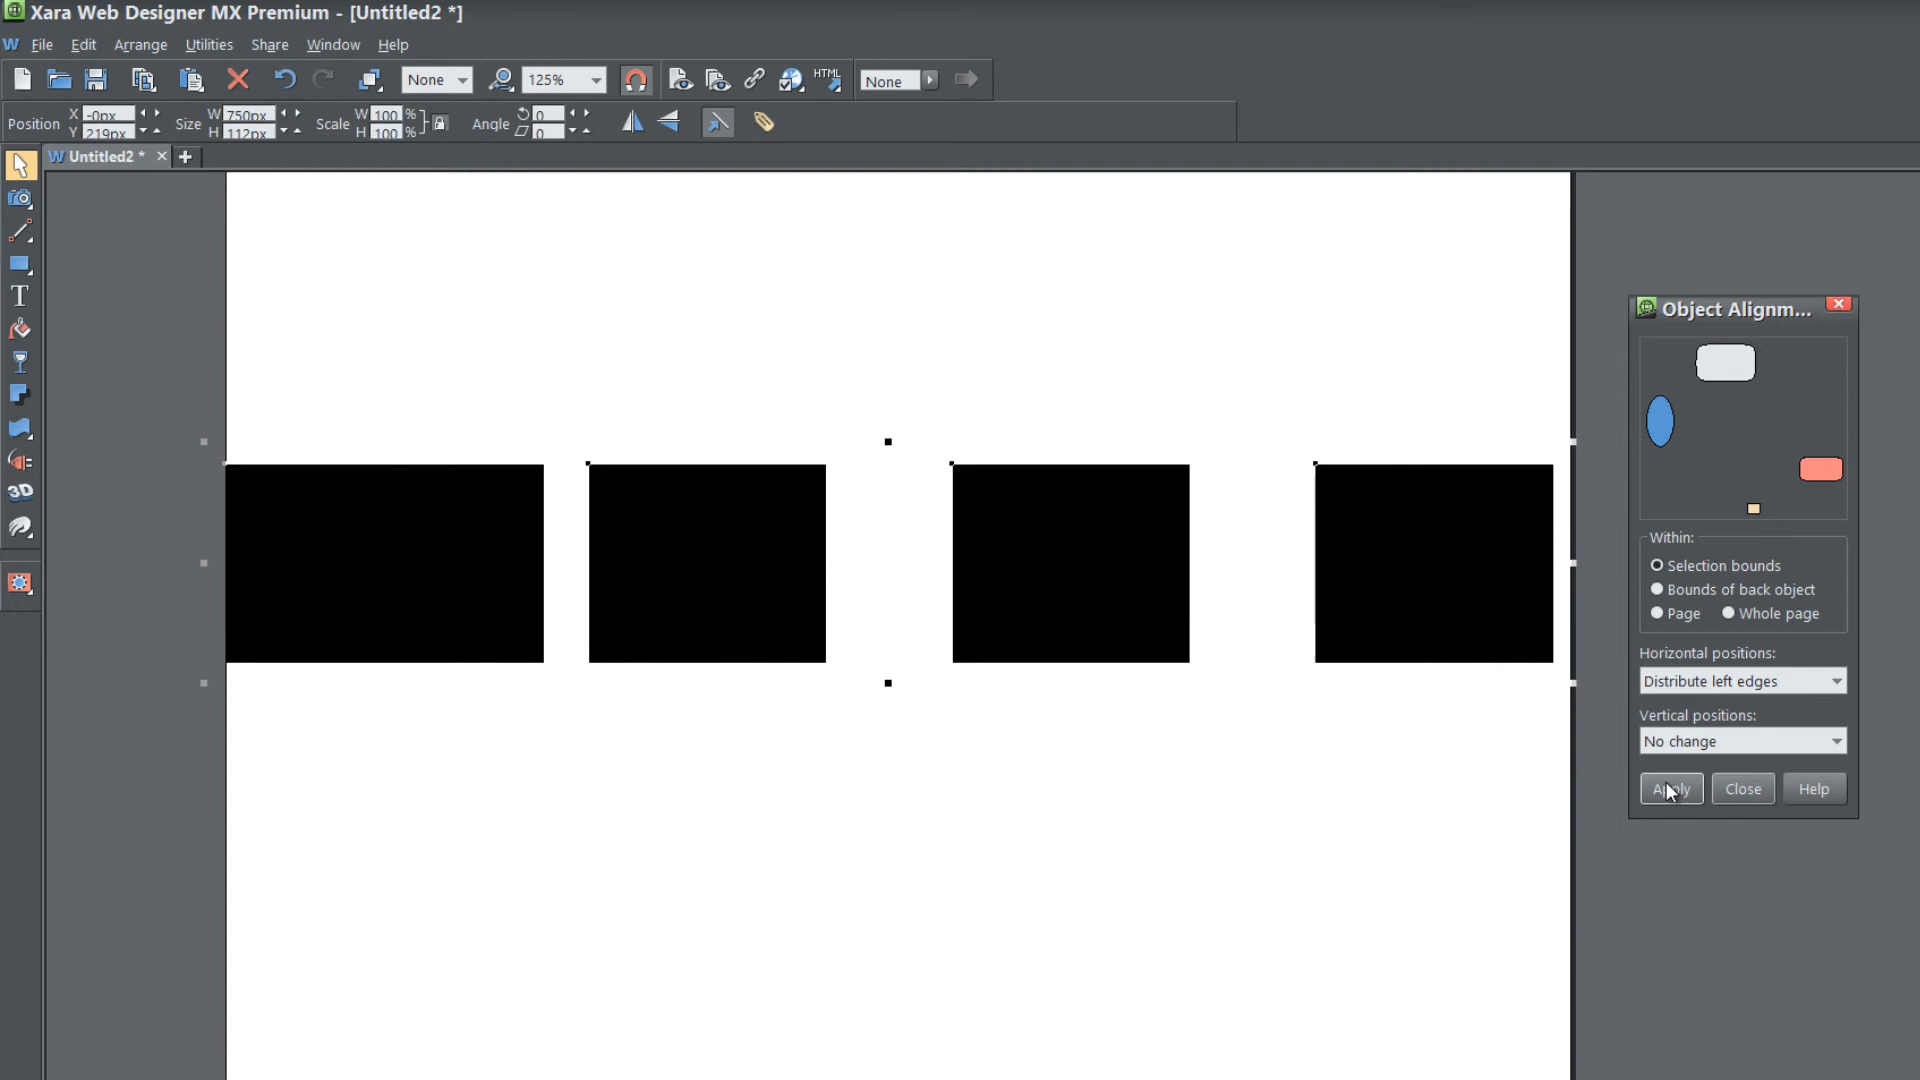 Xara Web Designer MX Premium - [Untitled2 *]
W File Edit Arrange Utilities Share Window Help
None 125% HTML None
Position X -0px Y 219px Size W 750px H 112px Scale W 100 % H 100 % Angle 0 0
W Untitled2 *
T
3D
Object Alignm...
Within:
Selection bounds
Bounds of back object
Page Whole page
Horizontal positions:
Distribute left edges
Vertical positions:
No change
Apply Close Help